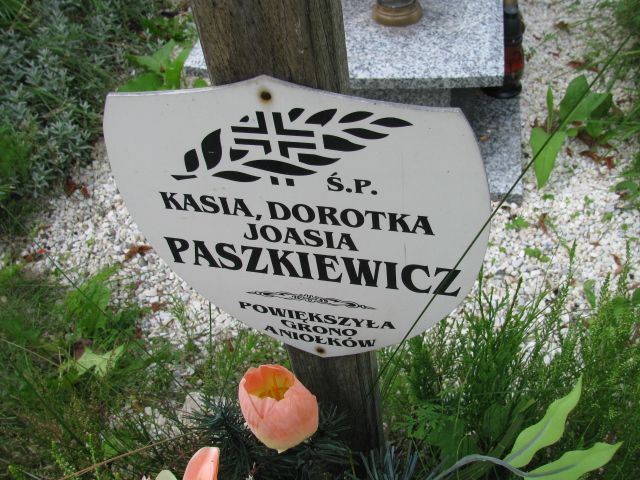 Ś.P.
KASIA, DOROTKA
JOASIA
PASZKIEWICZ
POWIĘKSZYŁA
GRONO
ANIOŁKÓW